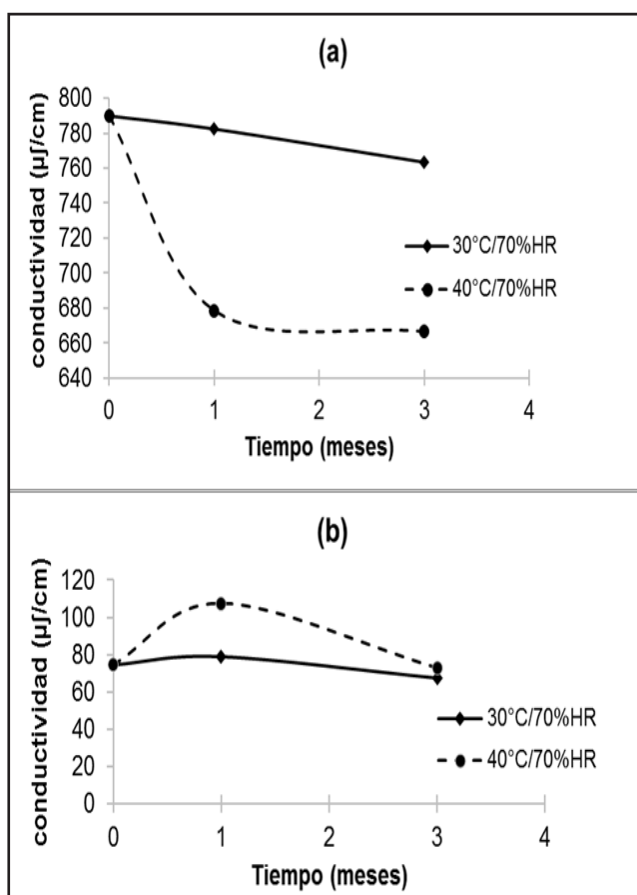 (a)
conductividad (µʃ/cm)
800
780
760
740
720
700
680
660
640
0 1 2 3 4
Tiempo (meses)
30°C/70%HR
40°C/70%HR
(b)
conductividad (µʃ/cm)
120
100
80
60
40
20
0
0 1 2 3 4
Tiempo (meses)
30°C/70%HR
40°C/70%HR